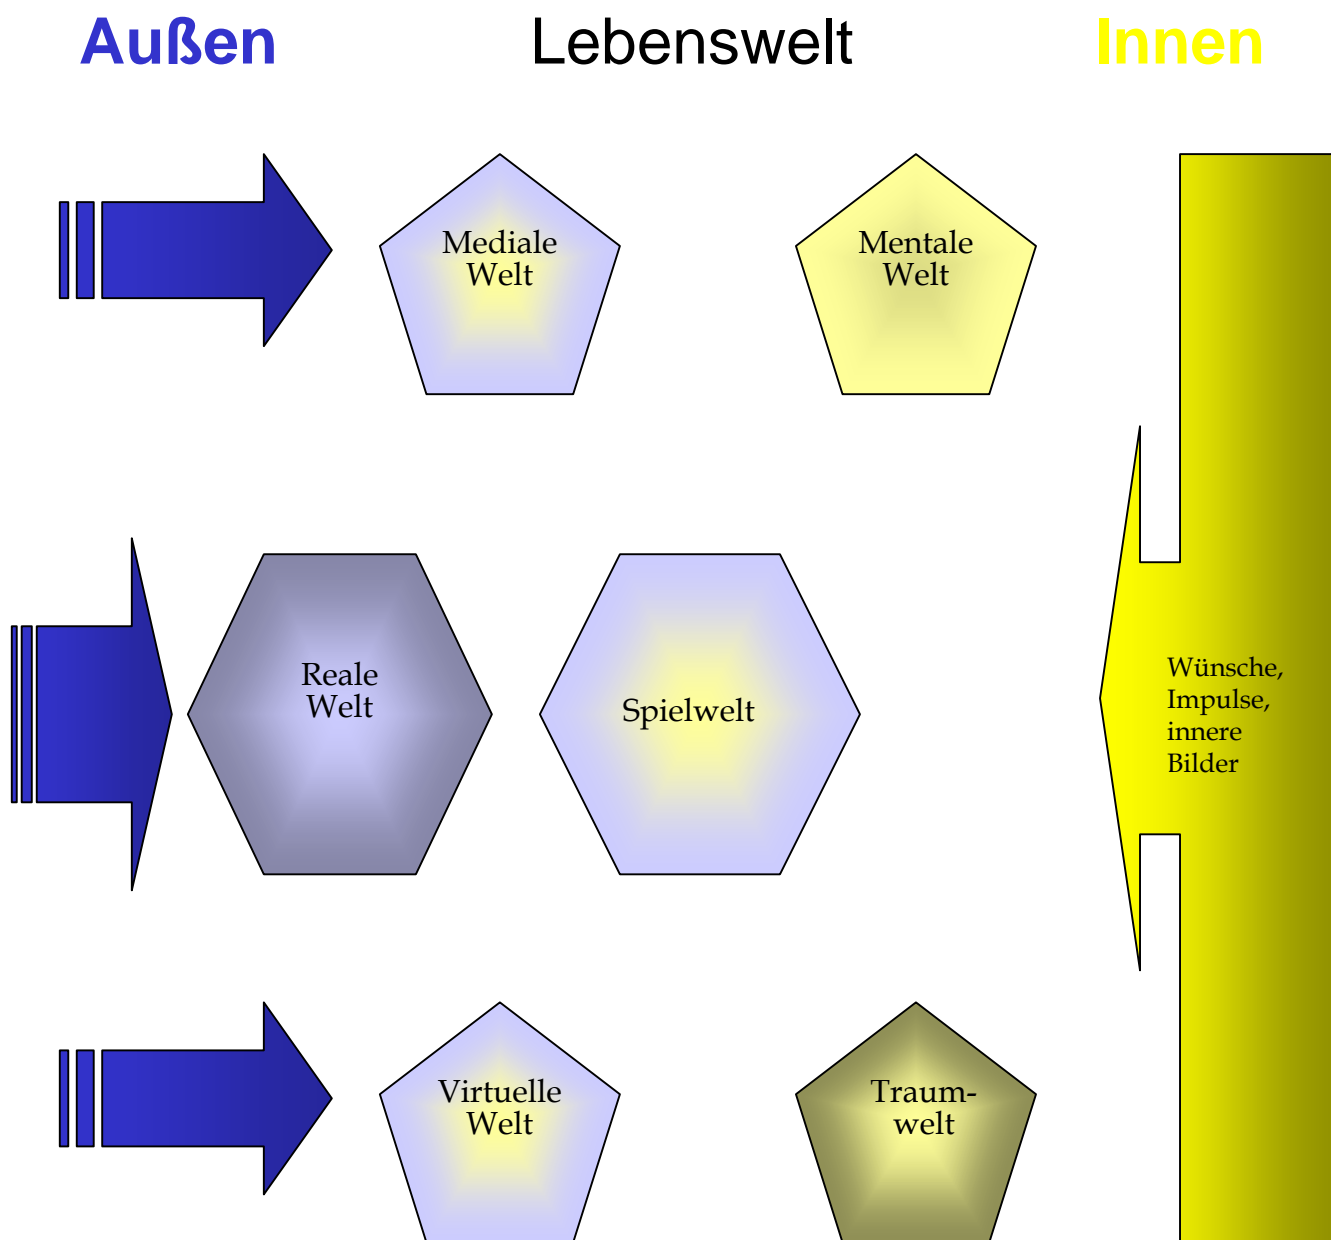 Außen
Lebenswelt
Innen
Mediale
Welt
Mentale
Welt
Reale
Welt
Spielwelt
Wünsche,
Impulse,
innere
Bilder
Virtuelle
Welt
Traum-
welt